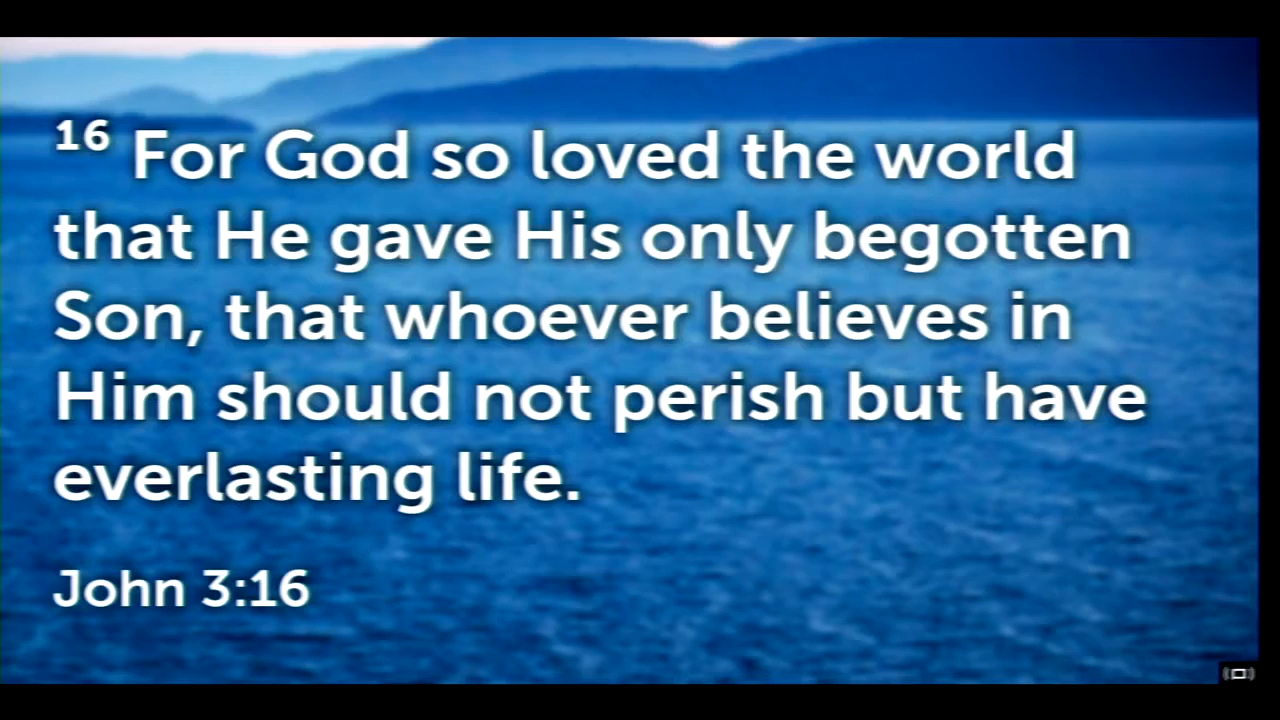 16 For God so loved the world
that He gave His only begotten
Son, that whoever believes in
Him should not perish but have
everlasting life.
John 3:16